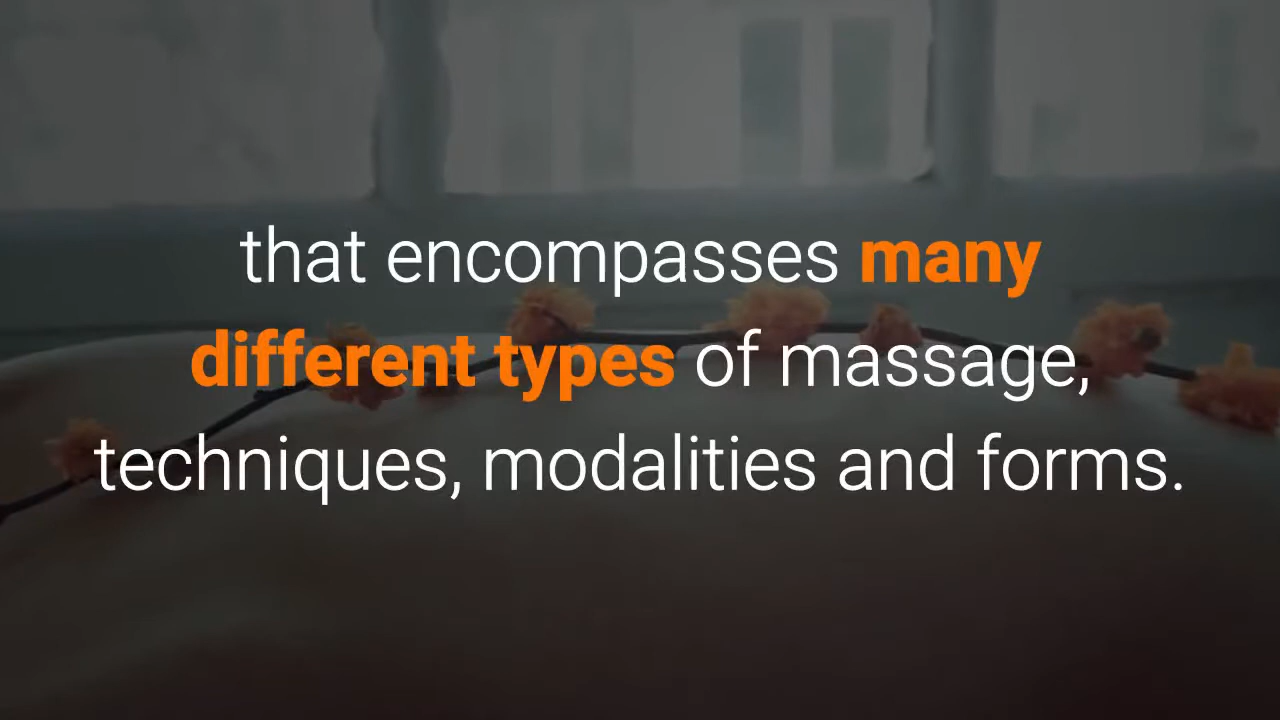 that encompasses many
different types of massage,
techniques, modalities and forms.